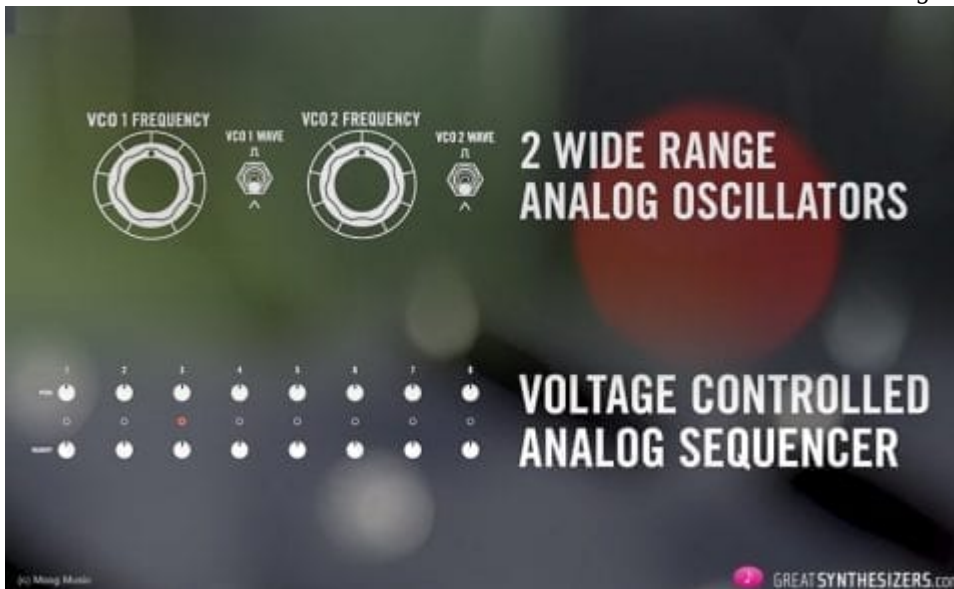 VCO 1 FREQUENCY
VCO 1 WAVE
VCO 2 FREQUENCY
VCO 2 WAVE
2 WIDE RANGE
ANALOG OSCILLATORS
1 2 3 4 5 6 7 8
VOLTAGE CONTROLLED
ANALOG SEQUENCER
(c) Moog Music
GREATSYNTHESIZERS.com